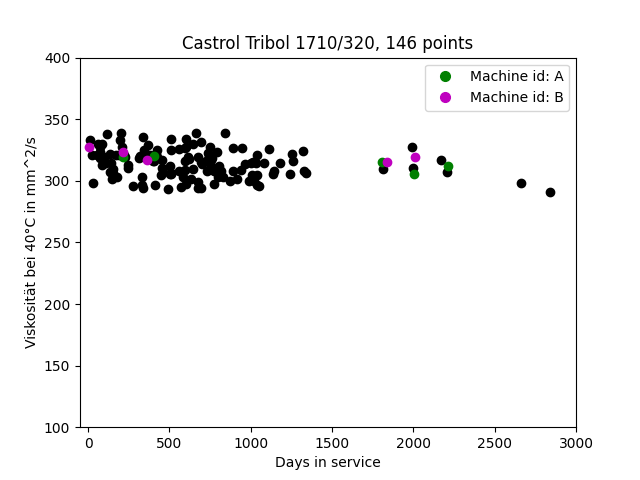 Castrol Tribol 1710/320, 146 points
Machine id: A
Machine id: B
Viskosität bei 40°C in mm^2/s
400
350
300
250
200
150
100
0 500 1000 1500 2000 2500 3000
Days in service